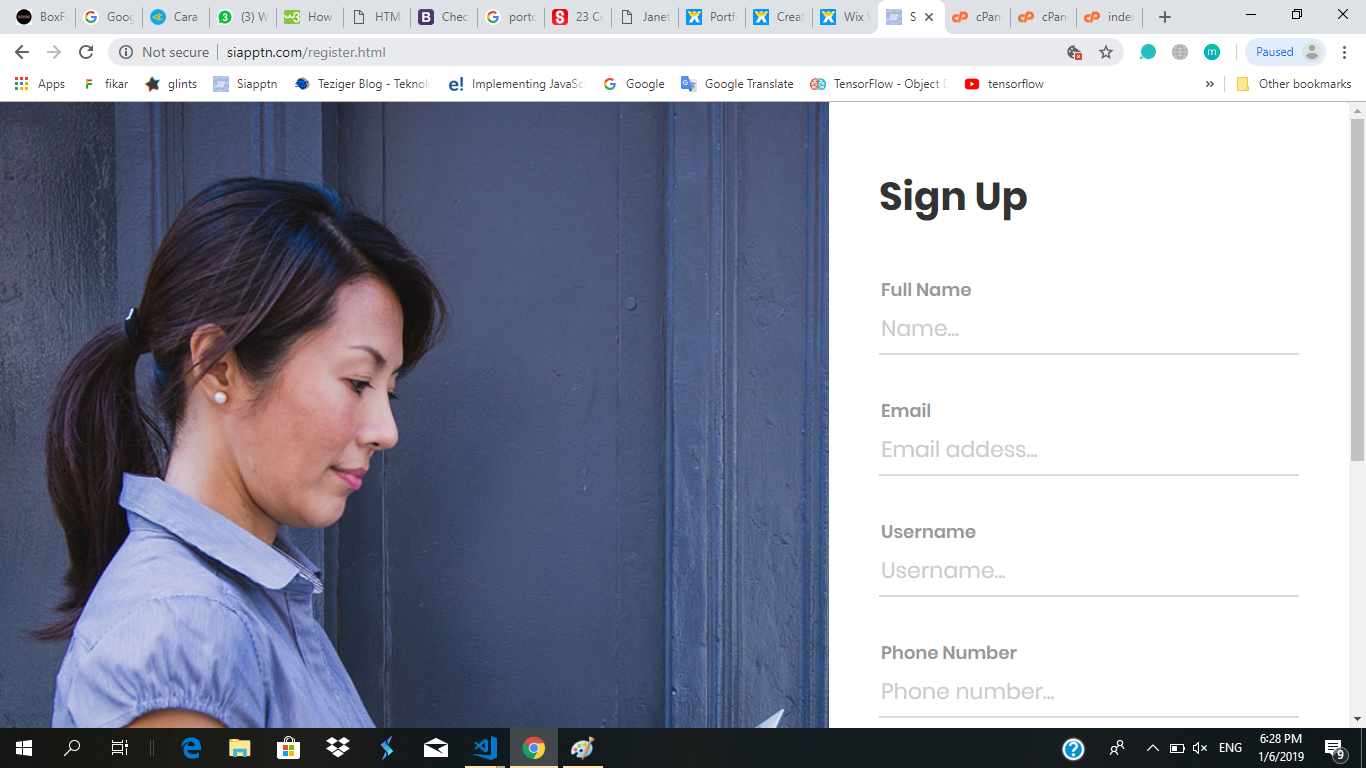 BoxF
Goog
Cara
(3) W
How
HTM
Chec
porto
23 Co
Janet
Portf
Creat
Wix V
S
cPan
cPan
index
Not secure
siapptn.com/register.html
Paused
Apps
fikar
glints
Siapptn
Teziger Blog - Teknol
Implementing JavaSc
Google
Google Translate
TensorFlow - Object D
tensorflow
»
Other bookmarks
Sign Up
Full Name
Name...
Email
Email addess...
Username
Username...
Phone Number
Phone number...
ENG
6:28 PM
1/6/2019
9